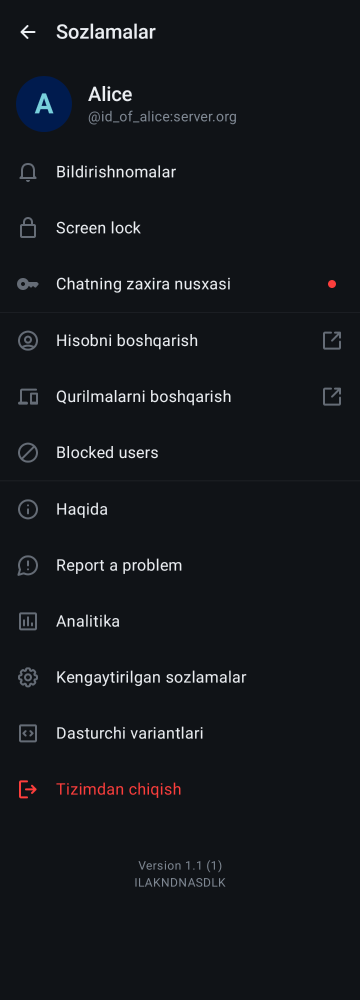 Sozlamalar
A
Alice
@id_of_alice:server.org
Bildirishnomalar
Screen lock
Chatning zaxira nusxasi
Hisobni boshqarish
Qurilmalarni boshqarish
Blocked users
Haqida
Report a problem
Analitika
Kengaytirilgan sozlamalar
Dasturchi variantlari
Tizimdan chiqish
Version 1.1 (1)
ILAKNDNASDLK